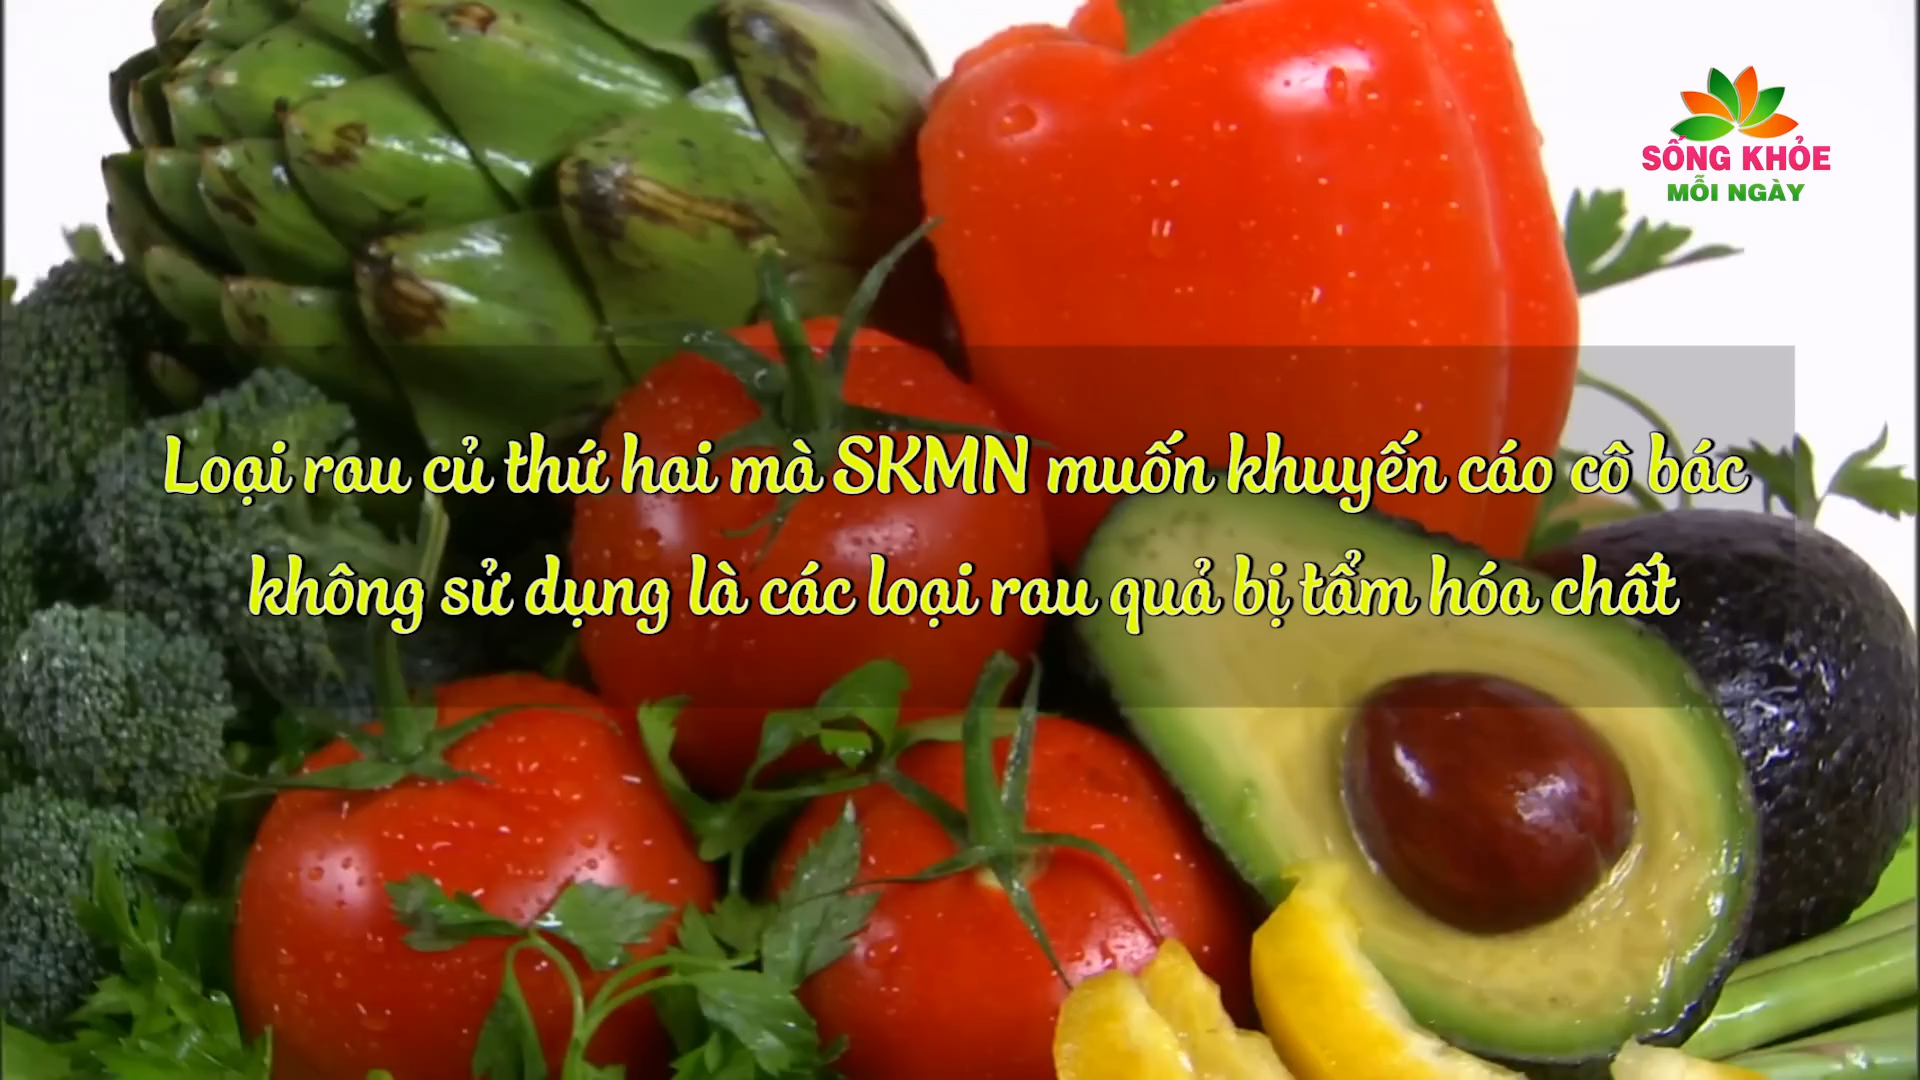 SỐNG KHỎE
MỖI NGÀY
Loại rau củ thứ hai mà SKMN muốn khuyến cáo cô bác
không sử dụng là các loại rau quả bị tẩm hóa chất